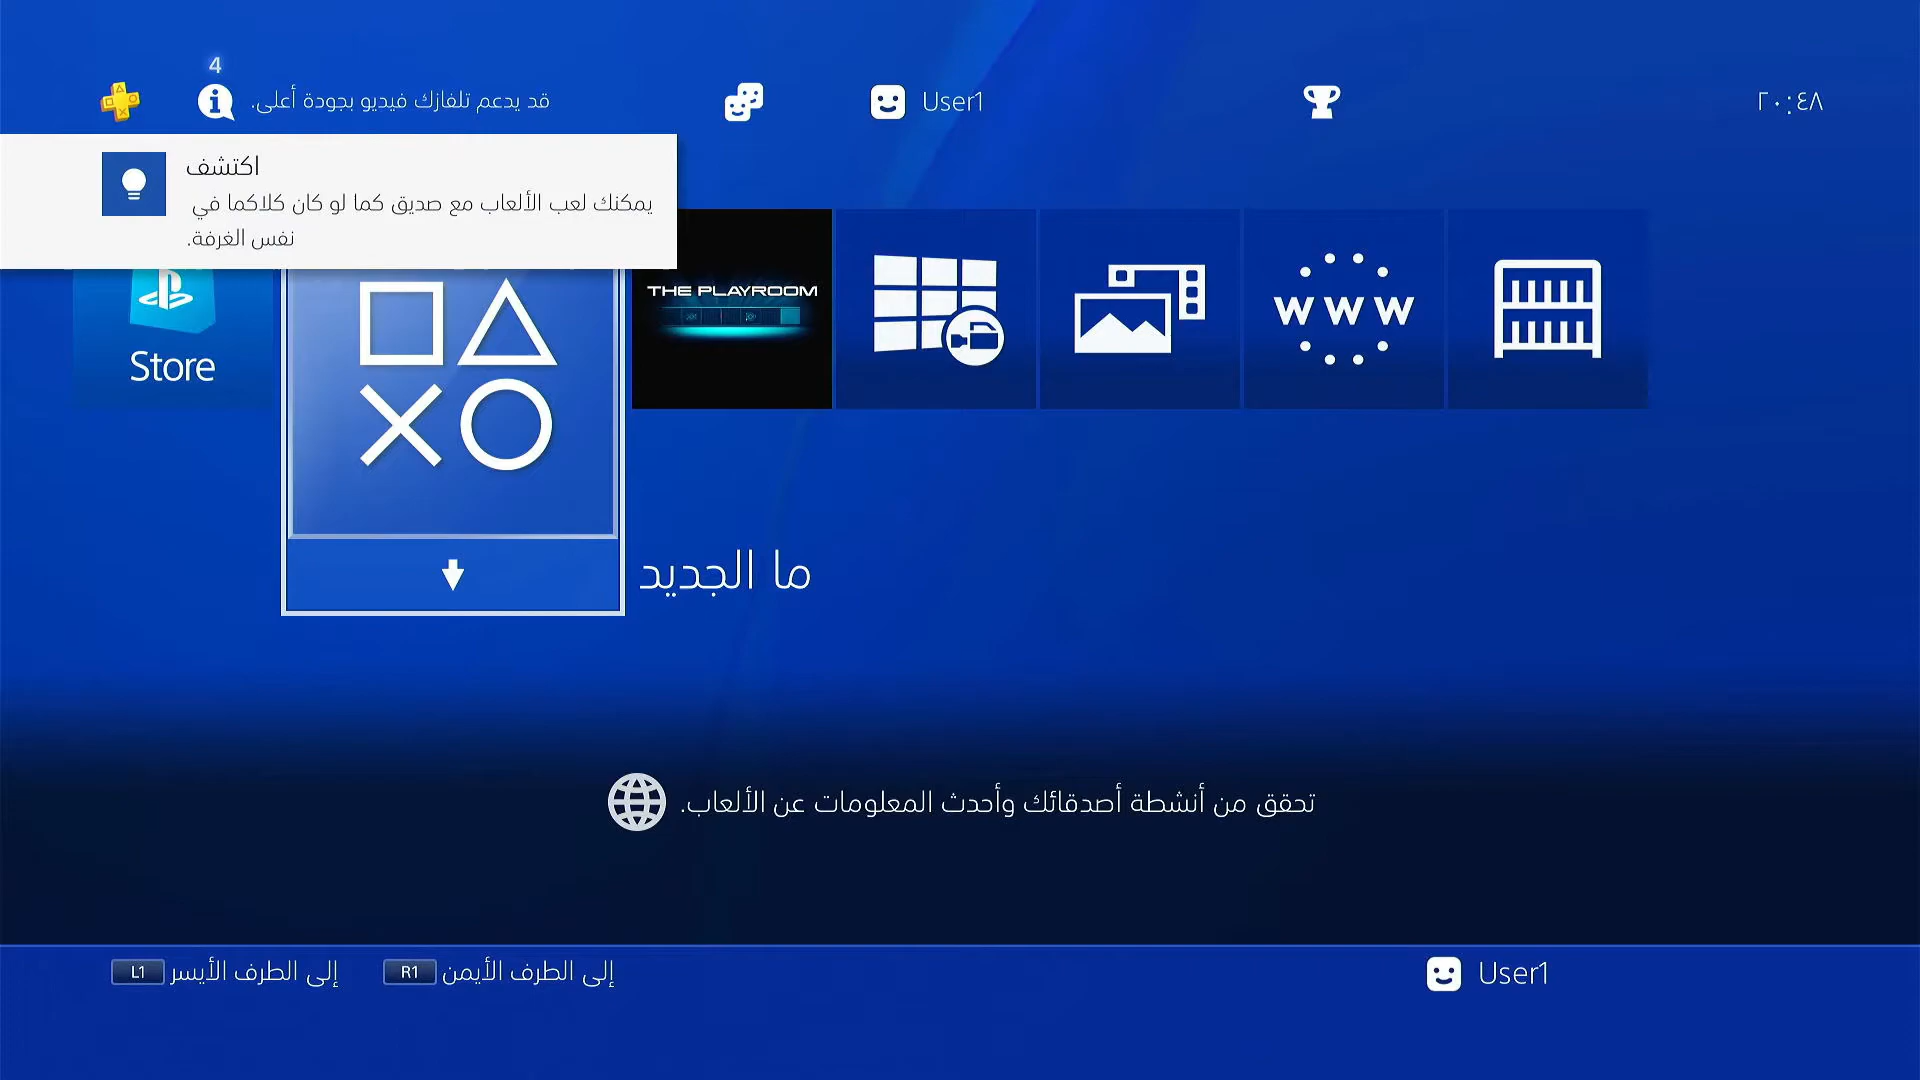 4
قد يدعم تلفازك فيديو بجودة أعلى.
User1
٢٠:٤٨
اكتشف
يمكنك لعب الألعاب مع صديق كما لو كان كلاكما في
نفس الغرفة.
Store
THE PLAYROOM
www
ما الجديد
تحقق من أنشطة أصدقائك وأحدث المعلومات عن الألعاب.
L1 إلى الطرف الأيسر
R1 إلى الطرف الأيمن
User1